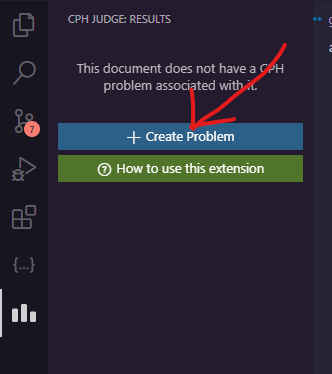 CPH JUDGE: RESULTS
This document does not have a CPH
problem associated with it.
+ Create Problem
How to use this extension
7
{...}